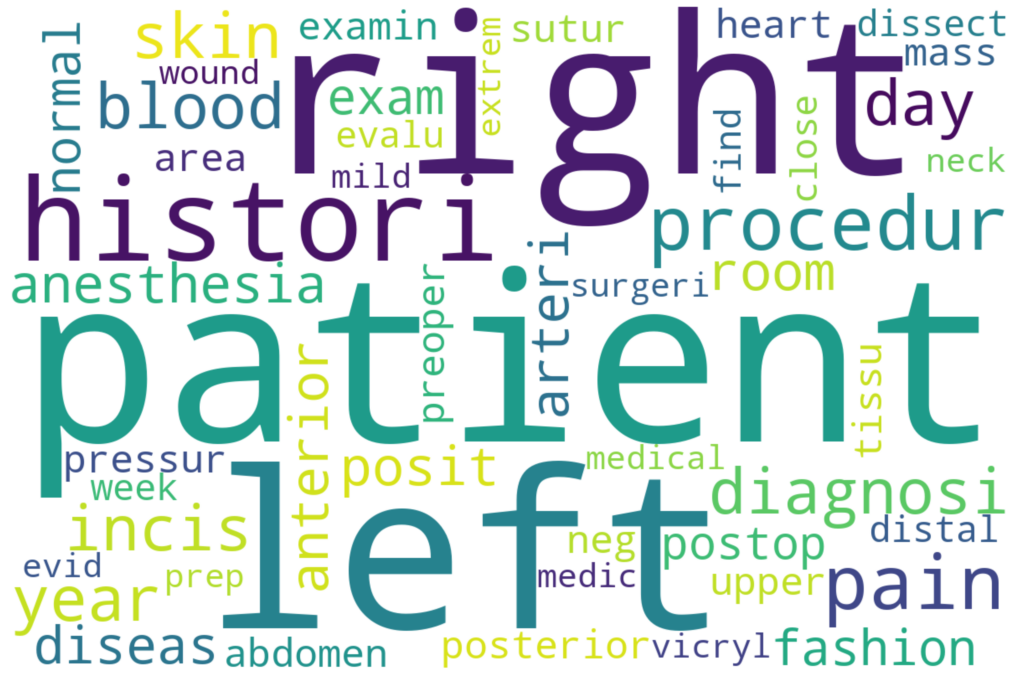 skin
examin
extrem
sutur
heart
dissect
normal
wound
right
mass
blood
exam
day
evalu
find
close
area
mild
neck
histori
procedur
arteri
anesthesia
preoper
surgeri
room
patient
anterior
tissu
pressur
left
posit
medical
week
diagnosi
incis
neg
postop
distal
evid
prep
medic
upper
pain
year
diseas
abdomen
posterior
vicryl
fashion